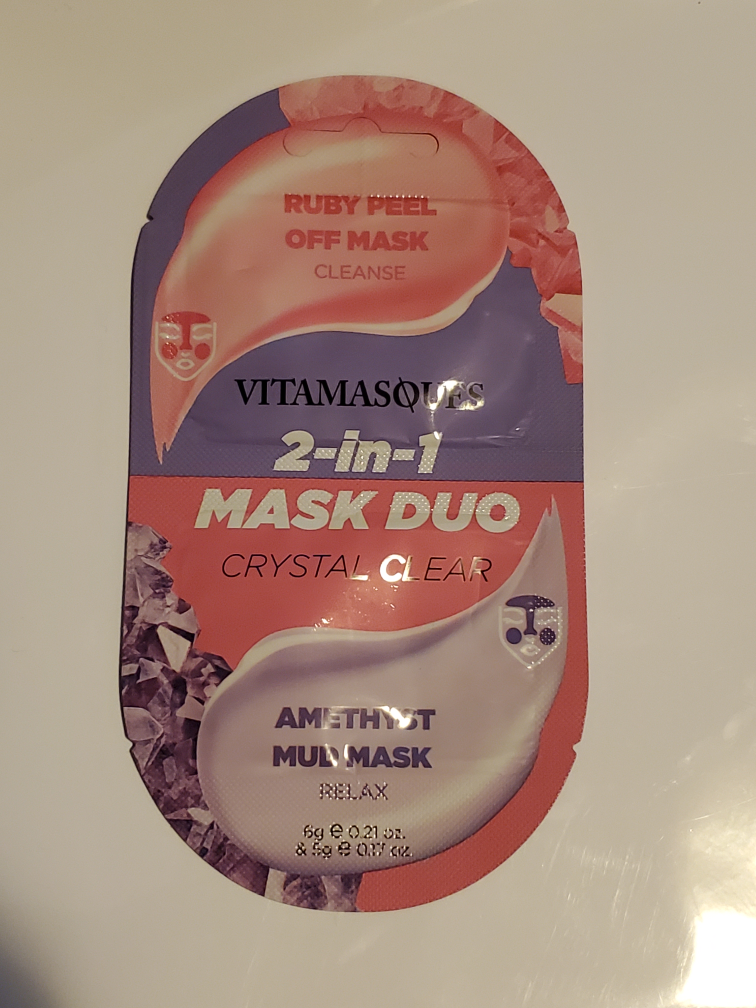 RUBY PEEL
OFF MASK
CLEANSE
VITAMASQUES
2-in-1
MASK DUO
CRYSTAL CLEAR
AMETHYST
MUD MASK
RELAX
6g e 0.21 oz.
& 5g e 0.17 oz.